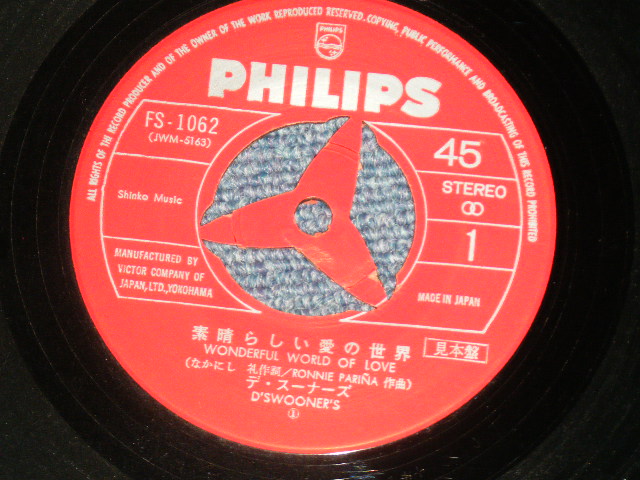 ALL RIGHTS OF THE RECORD PRODUCER AND OF THE OWNER OF THE WORK REPRODUCED RESERVED. COPYING, PUBLIC PERFORMANCE AND BROADCASTING OF THIS RECORD PROHIBITED
PHILIPS
PHILIPS
FS-1062
(JWM-5163)
45
STEREO
1
Shinko Music
MANUFACTURED BY
VICTOR COMPANY OF
JAPAN, LTD., YOKOHAMA
MADE IN JAPAN
素晴らしい愛の世界
WONDERFUL WORLD OF LOVE
見本盤
(なかにし 礼作詞/RONNIE PARIÑA 作曲)
デ・スーナーズ
D'SWOONER'S
①